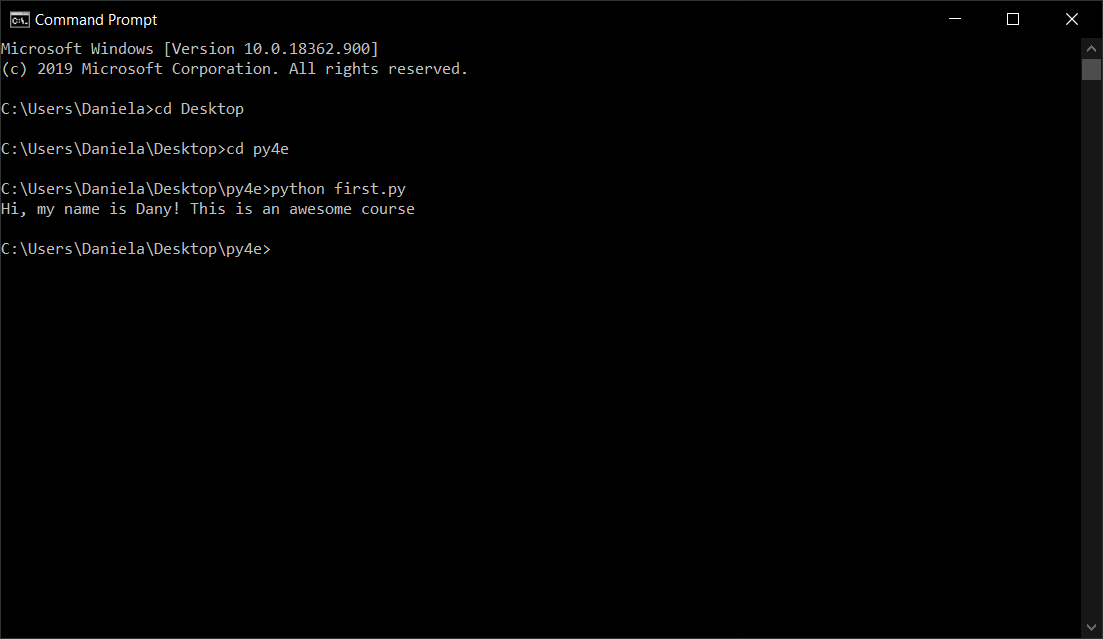 Command Prompt
Microsoft Windows [Version 10.0.18362.900]
(c) 2019 Microsoft Corporation. All rights reserved.
C:\Users\Daniela>cd Desktop
C:\Users\Daniela\Desktop>cd py4e
C:\Users\Daniela\Desktop\py4e>python first.py
Hi, my name is Dany! This is an awesome course
C:\Users\Daniela\Desktop\py4e>